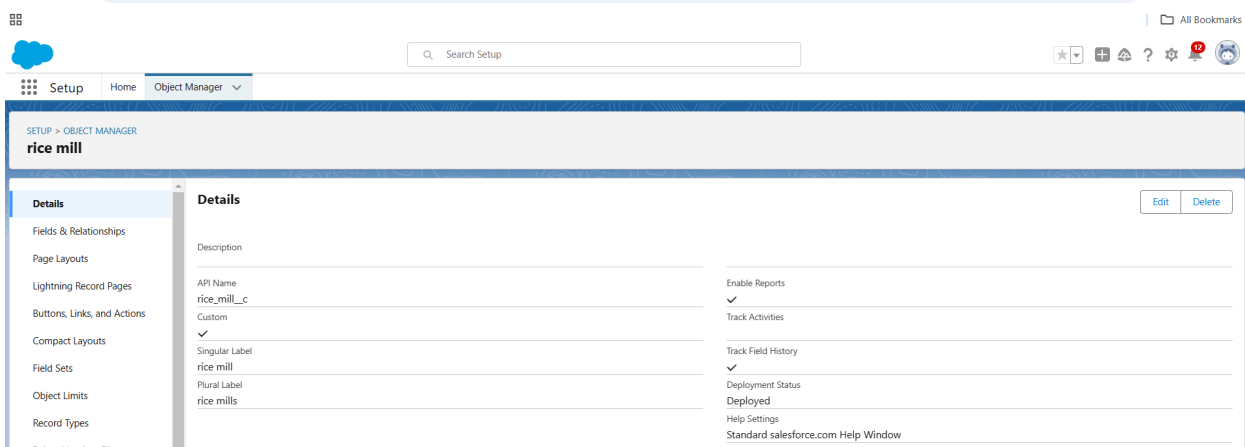 All Bookmarks
Search Setup
12
Setup Home Object Manager
SETUP > OBJECT MANAGER
rice mill
Details
Fields & Relationships
Page Layouts
Lightning Record Pages
Buttons, Links, and Actions
Compact Layouts
Field Sets
Object Limits
Record Types
Details
Edit Delete
Description
API Name
rice_mill__c
Custom
Singular Label
rice mill
Plural Label
rice mills
Enable Reports
Track Activities
Track Field History
Deployment Status
Deployed
Help Settings
Standard salesforce.com Help Window